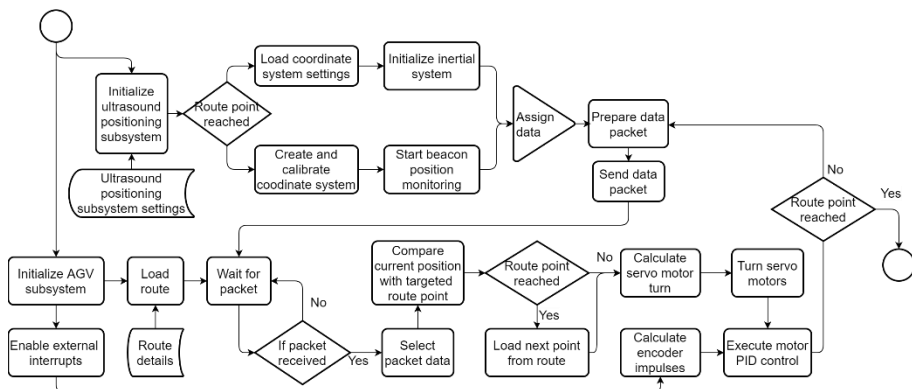 Initialize
ultrasound
positioning
subsystem
Ultrasound
positioning
subsystem settings
Route point
reached
Load coordinate
system settings
Initialize inertial
system
Create and
calibrate
coodinate system
Start beacon
position
monitoring
Assign
data
Prepare data
packet
Send data
packet
No
Yes
Route point
reached
Initialize AGV
subsystem
Load
route
Wait for
packet
Enable external
interrupts
Route
details
No
If packet
received
Yes
Compare
current position
with targeted
route point
Select
packet data
Route point
reached
No
Yes
Load next point
from route
Calculate
servo motor
turn
Turn servo
motors
Calculate
encoder
impulses
Execute motor
PID control